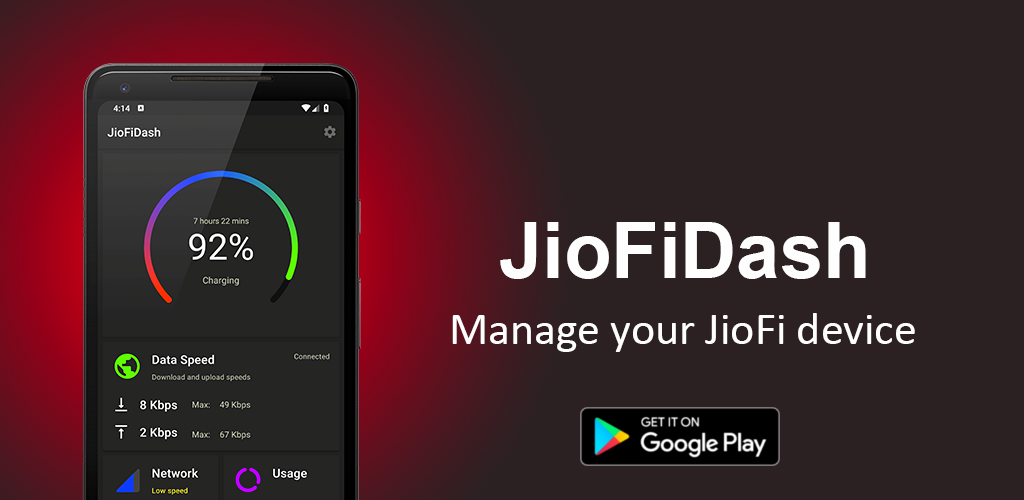 4:14
JioFiDash
7 hours 22 mins
92%
Charging
Data Speed
Connected
Download and upload speeds
8 Kbps Max: 49 Kbps
2 Kbps Max: 67 Kbps
Network
Low speed
Usage
JioFiDash
Manage your JioFi device
GET IT ON
Google Play